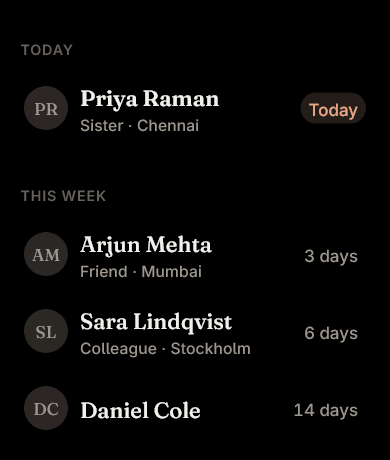 TODAY
PR
Priya Raman
Today
Sister · Chennai
THIS WEEK
AM
Arjun Mehta
3 days
Friend · Mumbai
SL
Sara Lindqvist
6 days
Colleague · Stockholm
DC
Daniel Cole
14 days